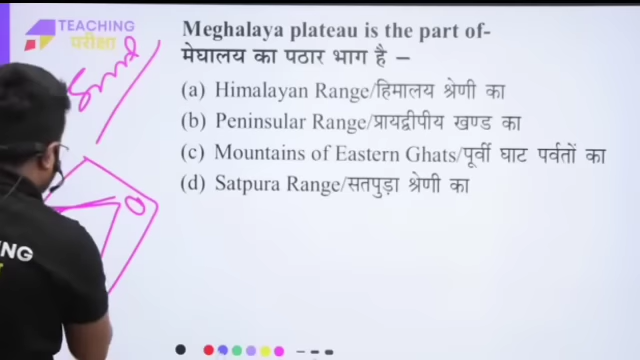 TEACHING
परीक्षा
Meghalaya plateau is the part of-
मेघालय का पठार भाग है –
(a) Himalayan Range/हिमालय श्रेणी का
(b) Peninsular Range/प्रायद्वीपीय खण्ड का
(c) Mountains of Eastern Ghats/पूर्वी घाट पर्वतों का
(d) Satpura Range/सतपुड़ा श्रेणी का